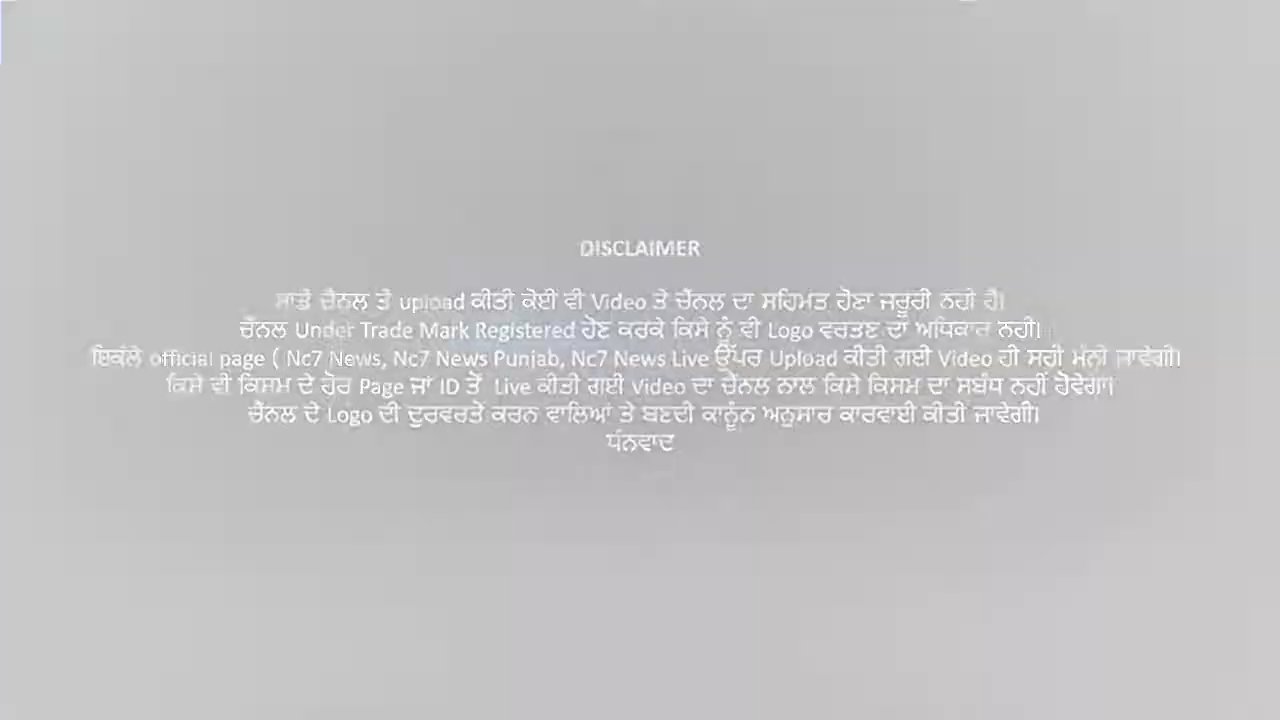 DISCLAIMER
ਸਾਡੇ ਚੈਨਲ ਤੇ upload ਕੀਤੀ ਕੋਈ ਵੀ Video ਤੇ ਚੈਂਨਲ ਦਾ ਸਹਿਮਤ ਹੋਣਾ ਜਰੂਰੀ ਨਹੀਂ ਹੈ।
ਚੈਂਨਲ Under Trade Mark Registered ਹੋਣ ਕਰਕੇ ਕਿਸੇ ਨੂੰ ਵੀ Logo ਵਰਤਣ ਦਾ ਅਧਿਕਾਰ ਨਹੀਂ।
ਇਕੱਲੇ official page ( Nc7 News, Nc7 News Punjab, Nc7 News Live ਉੱਪਰ Upload ਕੀਤੀ ਗਈ Video ਹੀ ਸਹੀ ਮੰਨੀ ਜਾਵੇਗੀ।
ਕਿਸੇ ਵੀ ਕਿਸਮ ਦੇ ਹੋਰ Page ਜਾਂ ID ਤੋਂ Live ਕੀਤੀ ਗਈ Video ਦਾ ਚੈਂਨਲ ਨਾਲ ਕਿਸੇ ਕਿਸਮ ਦਾ ਸਬੰਧ ਨਹੀਂ ਹੋਵੇਗਾ।
ਚੈਂਨਲ ਦੇ Logo ਦੀ ਦੁਰਵਰਤੋਂ ਕਰਨ ਵਾਲਿਆਂ ਤੇ ਬਣਦੀ ਕਾਨੂੰਨ ਅਨੁਸਾਰ ਕਾਰਵਾਈ ਕੀਤੀ ਜਾਵੇਗੀ।
ਧੰਨਵਾਦ